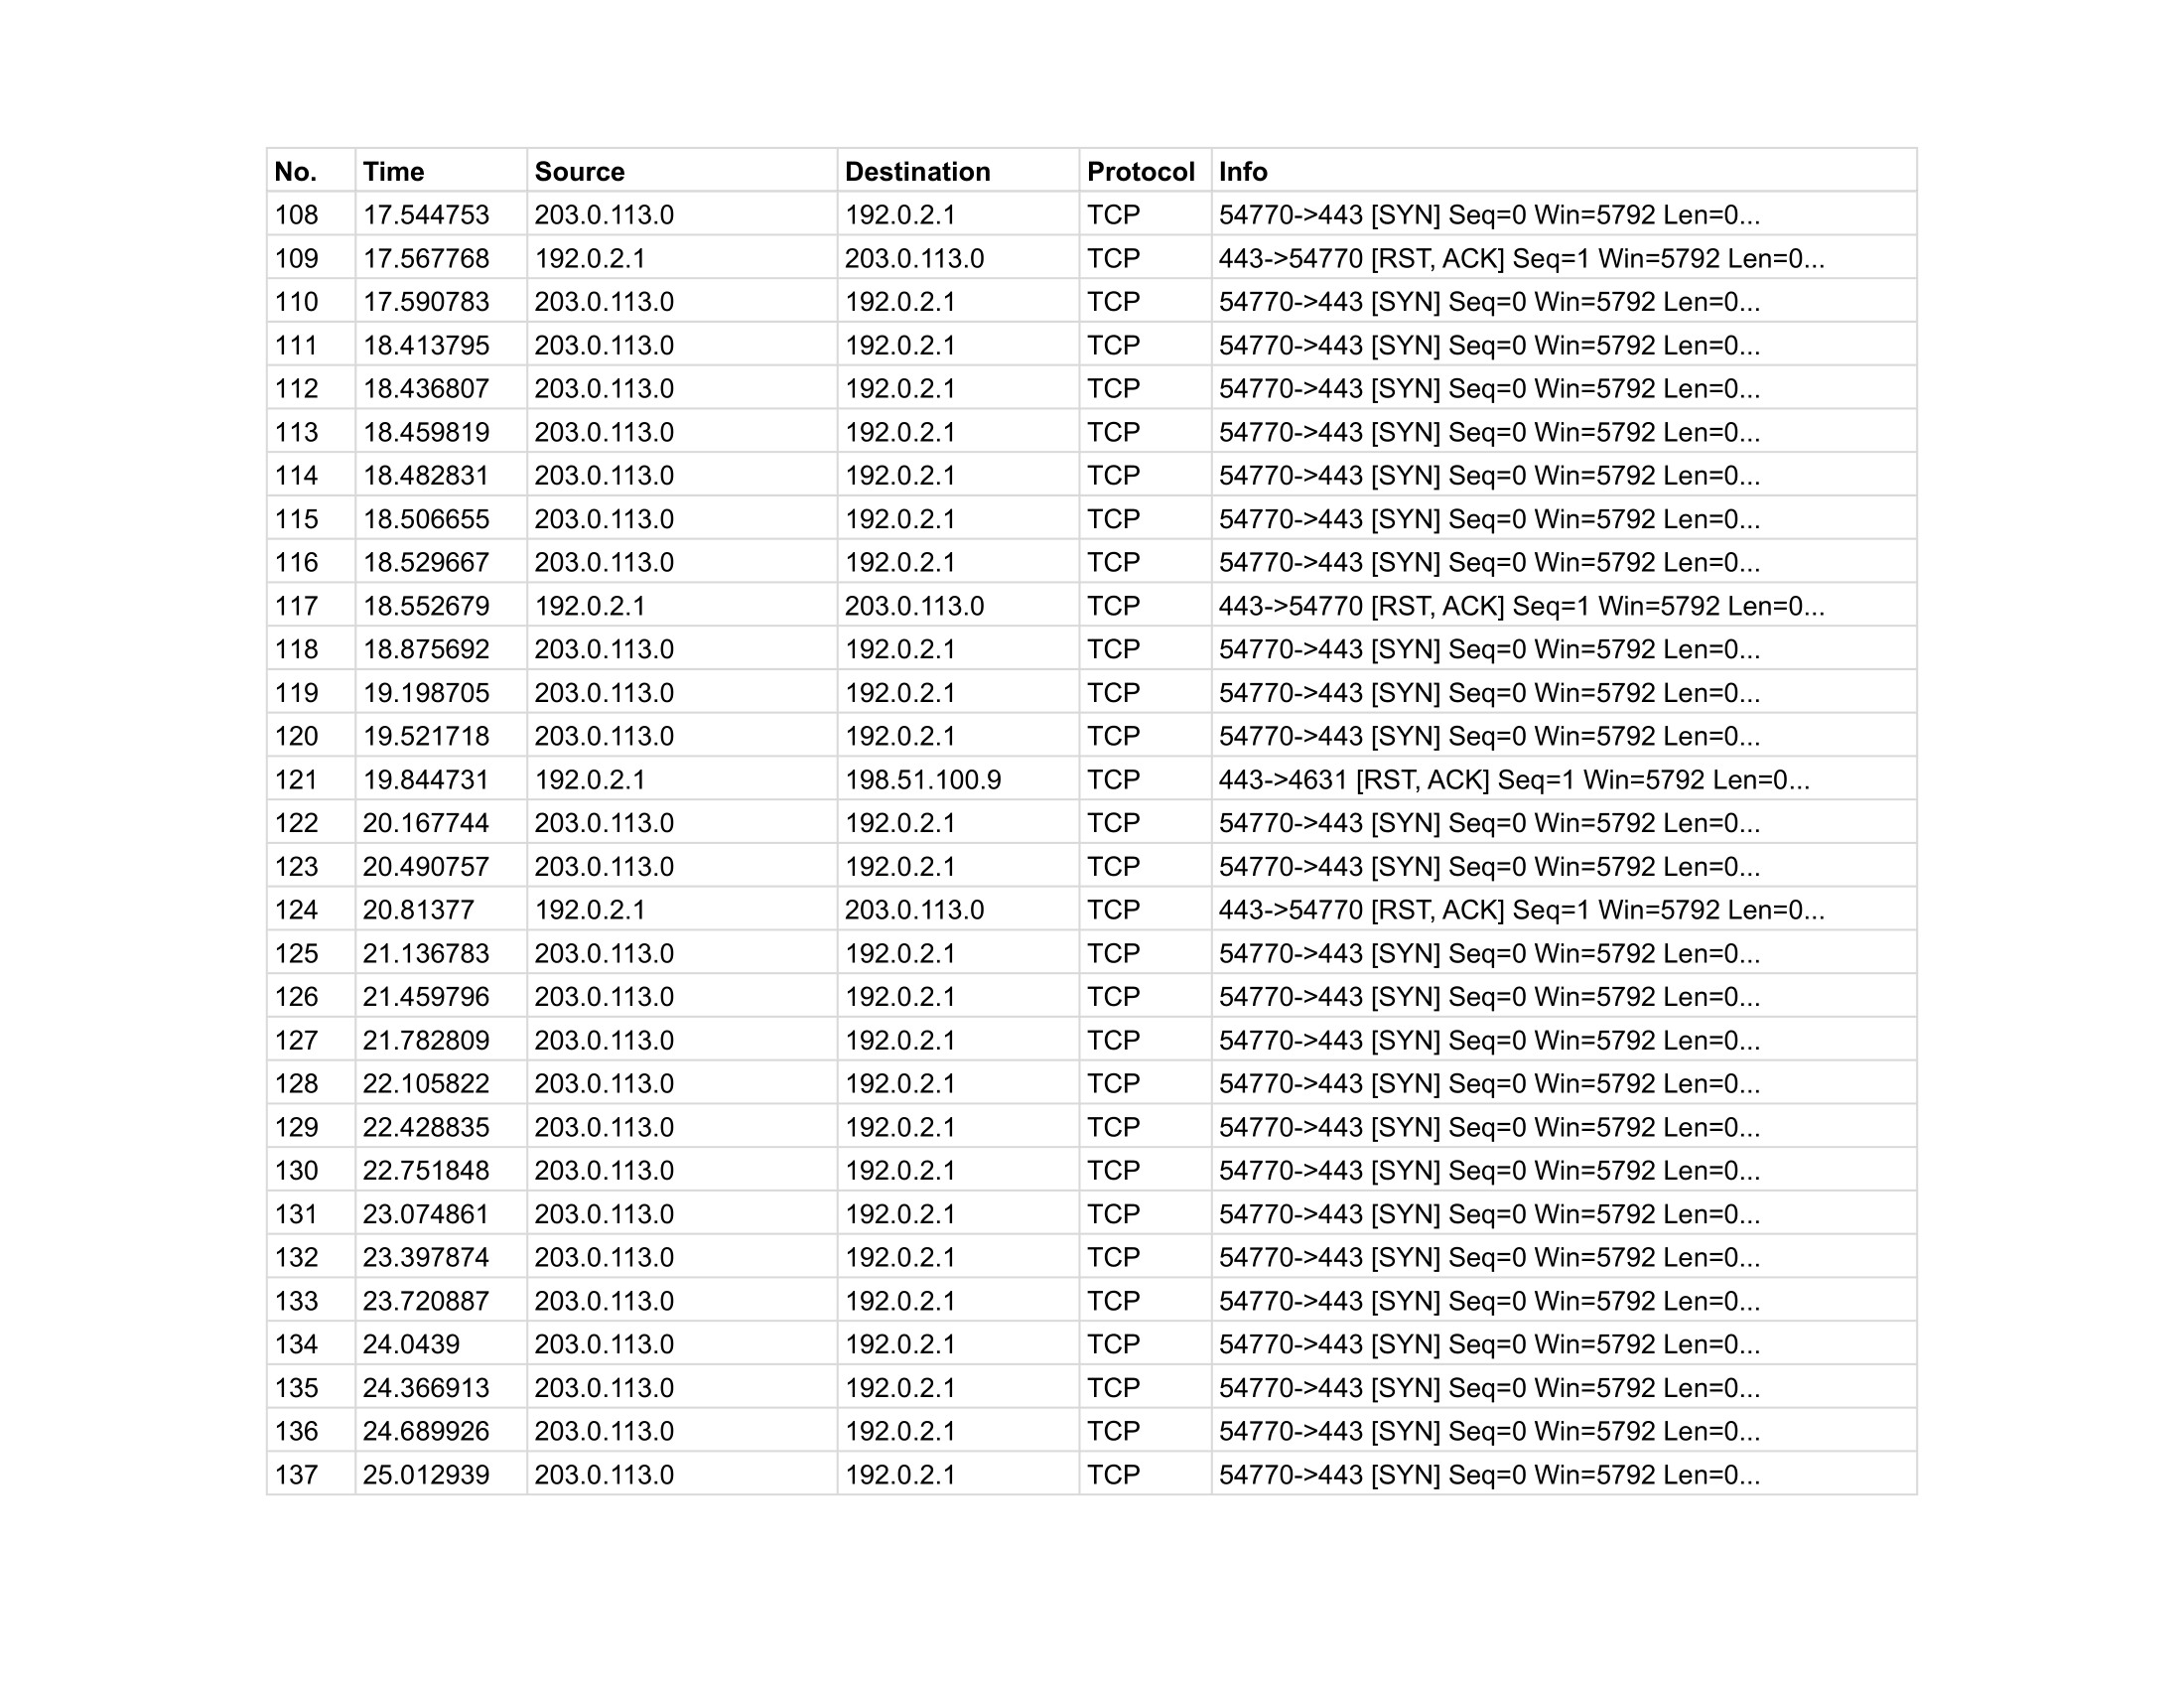 No. Time Source Destination Protocol Info
108 17.544753 203.0.113.0 192.0.2.1 TCP 54770->443 [SYN] Seq=0 Win=5792 Len=0...
109 17.567768 192.0.2.1 203.0.113.0 TCP 443->54770 [RST, ACK] Seq=1 Win=5792 Len=0...
110 17.590783 203.0.113.0 192.0.2.1 TCP 54770->443 [SYN] Seq=0 Win=5792 Len=0...
111 18.413795 203.0.113.0 192.0.2.1 TCP 54770->443 [SYN] Seq=0 Win=5792 Len=0...
112 18.436807 203.0.113.0 192.0.2.1 TCP 54770->443 [SYN] Seq=0 Win=5792 Len=0...
113 18.459819 203.0.113.0 192.0.2.1 TCP 54770->443 [SYN] Seq=0 Win=5792 Len=0...
114 18.482831 203.0.113.0 192.0.2.1 TCP 54770->443 [SYN] Seq=0 Win=5792 Len=0...
115 18.506655 203.0.113.0 192.0.2.1 TCP 54770->443 [SYN] Seq=0 Win=5792 Len=0...
116 18.529667 203.0.113.0 192.0.2.1 TCP 54770->443 [SYN] Seq=0 Win=5792 Len=0...
117 18.552679 192.0.2.1 203.0.113.0 TCP 443->54770 [RST, ACK] Seq=1 Win=5792 Len=0...
118 18.875692 203.0.113.0 192.0.2.1 TCP 54770->443 [SYN] Seq=0 Win=5792 Len=0...
119 19.198705 203.0.113.0 192.0.2.1 TCP 54770->443 [SYN] Seq=0 Win=5792 Len=0...
120 19.521718 203.0.113.0 192.0.2.1 TCP 54770->443 [SYN] Seq=0 Win=5792 Len=0...
121 19.844731 192.0.2.1 198.51.100.9 TCP 443->4631 [RST, ACK] Seq=1 Win=5792 Len=0...
122 20.167744 203.0.113.0 192.0.2.1 TCP 54770->443 [SYN] Seq=0 Win=5792 Len=0...
123 20.490757 203.0.113.0 192.0.2.1 TCP 54770->443 [SYN] Seq=0 Win=5792 Len=0...
124 20.81377 192.0.2.1 203.0.113.0 TCP 443->54770 [RST, ACK] Seq=1 Win=5792 Len=0...
125 21.136783 203.0.113.0 192.0.2.1 TCP 54770->443 [SYN] Seq=0 Win=5792 Len=0...
126 21.459796 203.0.113.0 192.0.2.1 TCP 54770->443 [SYN] Seq=0 Win=5792 Len=0...
127 21.782809 203.0.113.0 192.0.2.1 TCP 54770->443 [SYN] Seq=0 Win=5792 Len=0...
128 22.105822 203.0.113.0 192.0.2.1 TCP 54770->443 [SYN] Seq=0 Win=5792 Len=0...
129 22.428835 203.0.113.0 192.0.2.1 TCP 54770->443 [SYN] Seq=0 Win=5792 Len=0...
130 22.751848 203.0.113.0 192.0.2.1 TCP 54770->443 [SYN] Seq=0 Win=5792 Len=0...
131 23.074861 203.0.113.0 192.0.2.1 TCP 54770->443 [SYN] Seq=0 Win=5792 Len=0...
132 23.397874 203.0.113.0 192.0.2.1 TCP 54770->443 [SYN] Seq=0 Win=5792 Len=0...
133 23.720887 203.0.113.0 192.0.2.1 TCP 54770->443 [SYN] Seq=0 Win=5792 Len=0...
134 24.0439 203.0.113.0 192.0.2.1 TCP 54770->443 [SYN] Seq=0 Win=5792 Len=0...
135 24.366913 203.0.113.0 192.0.2.1 TCP 54770->443 [SYN] Seq=0 Win=5792 Len=0...
136 24.689926 203.0.113.0 192.0.2.1 TCP 54770->443 [SYN] Seq=0 Win=5792 Len=0...
137 25.012939 203.0.113.0 192.0.2.1 TCP 54770->443 [SYN] Seq=0 Win=5792 Len=0...